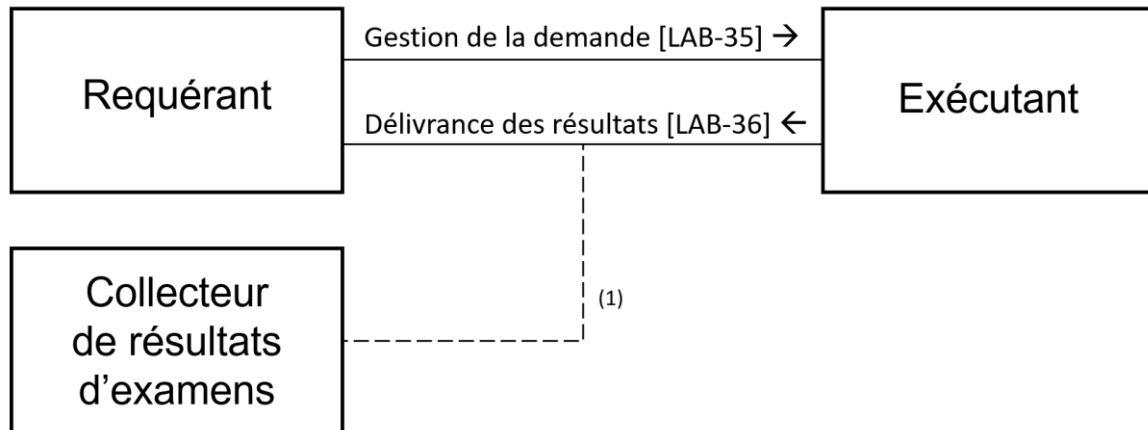 Gestion de la demande [LAB-35] →
Requérant
Exécutant
Délivrance des résultats [LAB-36] ←
Collecteur
de résultats
d’examens
(1)